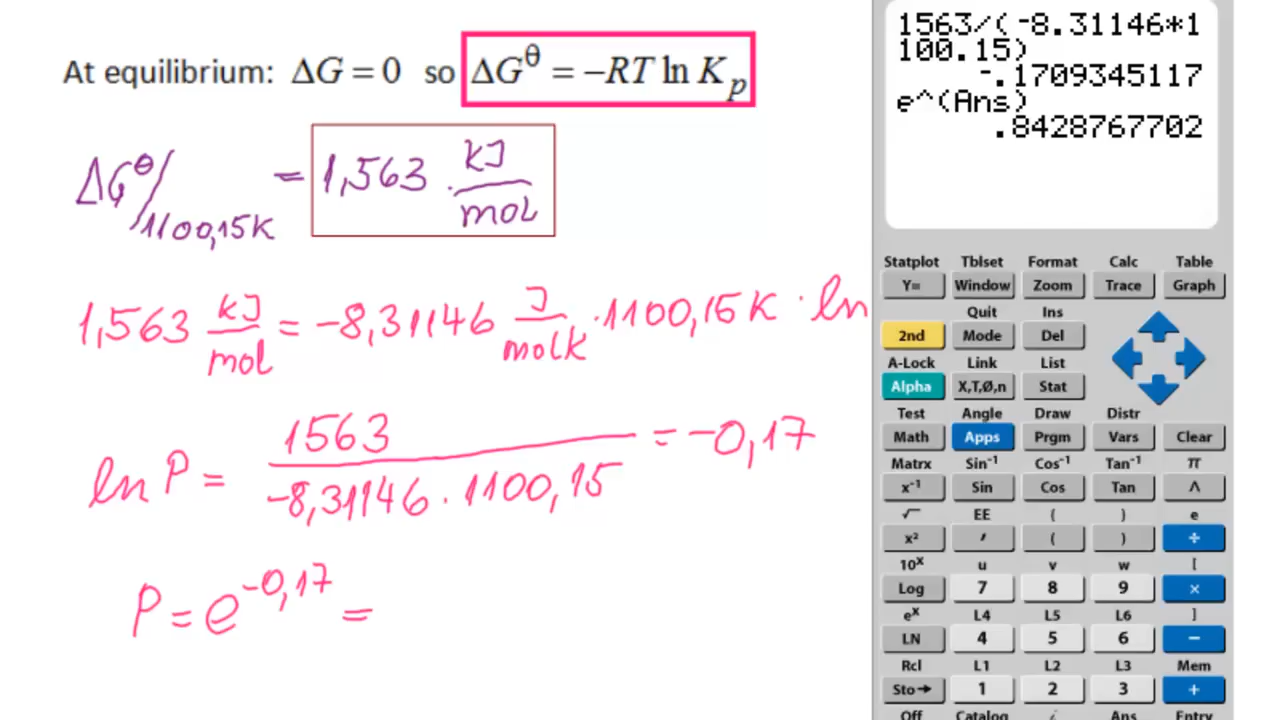 At equilibrium: ΔG = 0 so ΔG^θ = −RT ln K_p
ΔG^θ/1100,15K = 1,563 · kJ/mol
1,563 kJ/mol = −8,31146 J/molK · 1100,15K · ln
ln P = 1563/(−8,31146 · 1100,15) = −0,17
P = e^−0,17 =
1563/(-8.31146*1
100.15)
-.1709345117
e^(Ans)
.8428767702
Statplot Tblset Format Calc Table
Y= Window Zoom Trace Graph
Quit Ins
2nd Mode Del
A-Lock Link List
Alpha X,T,Ø,n Stat
Test Angle Draw Distr
Math Apps Prgm Vars Clear
Matrx Sin⁻¹ Cos⁻¹ Tan⁻¹ π
x⁻¹ Sin Cos Tan ^
√ EE { } e
x² , ( ) ÷
10ˣ u v w [
Log 7 8 9 ×
eˣ L4 L5 L6 ]
LN 4 5 6 −
Rcl L1 L2 L3 Mem
Sto→ 1 2 3 +
Off Catalog i Ans Entry